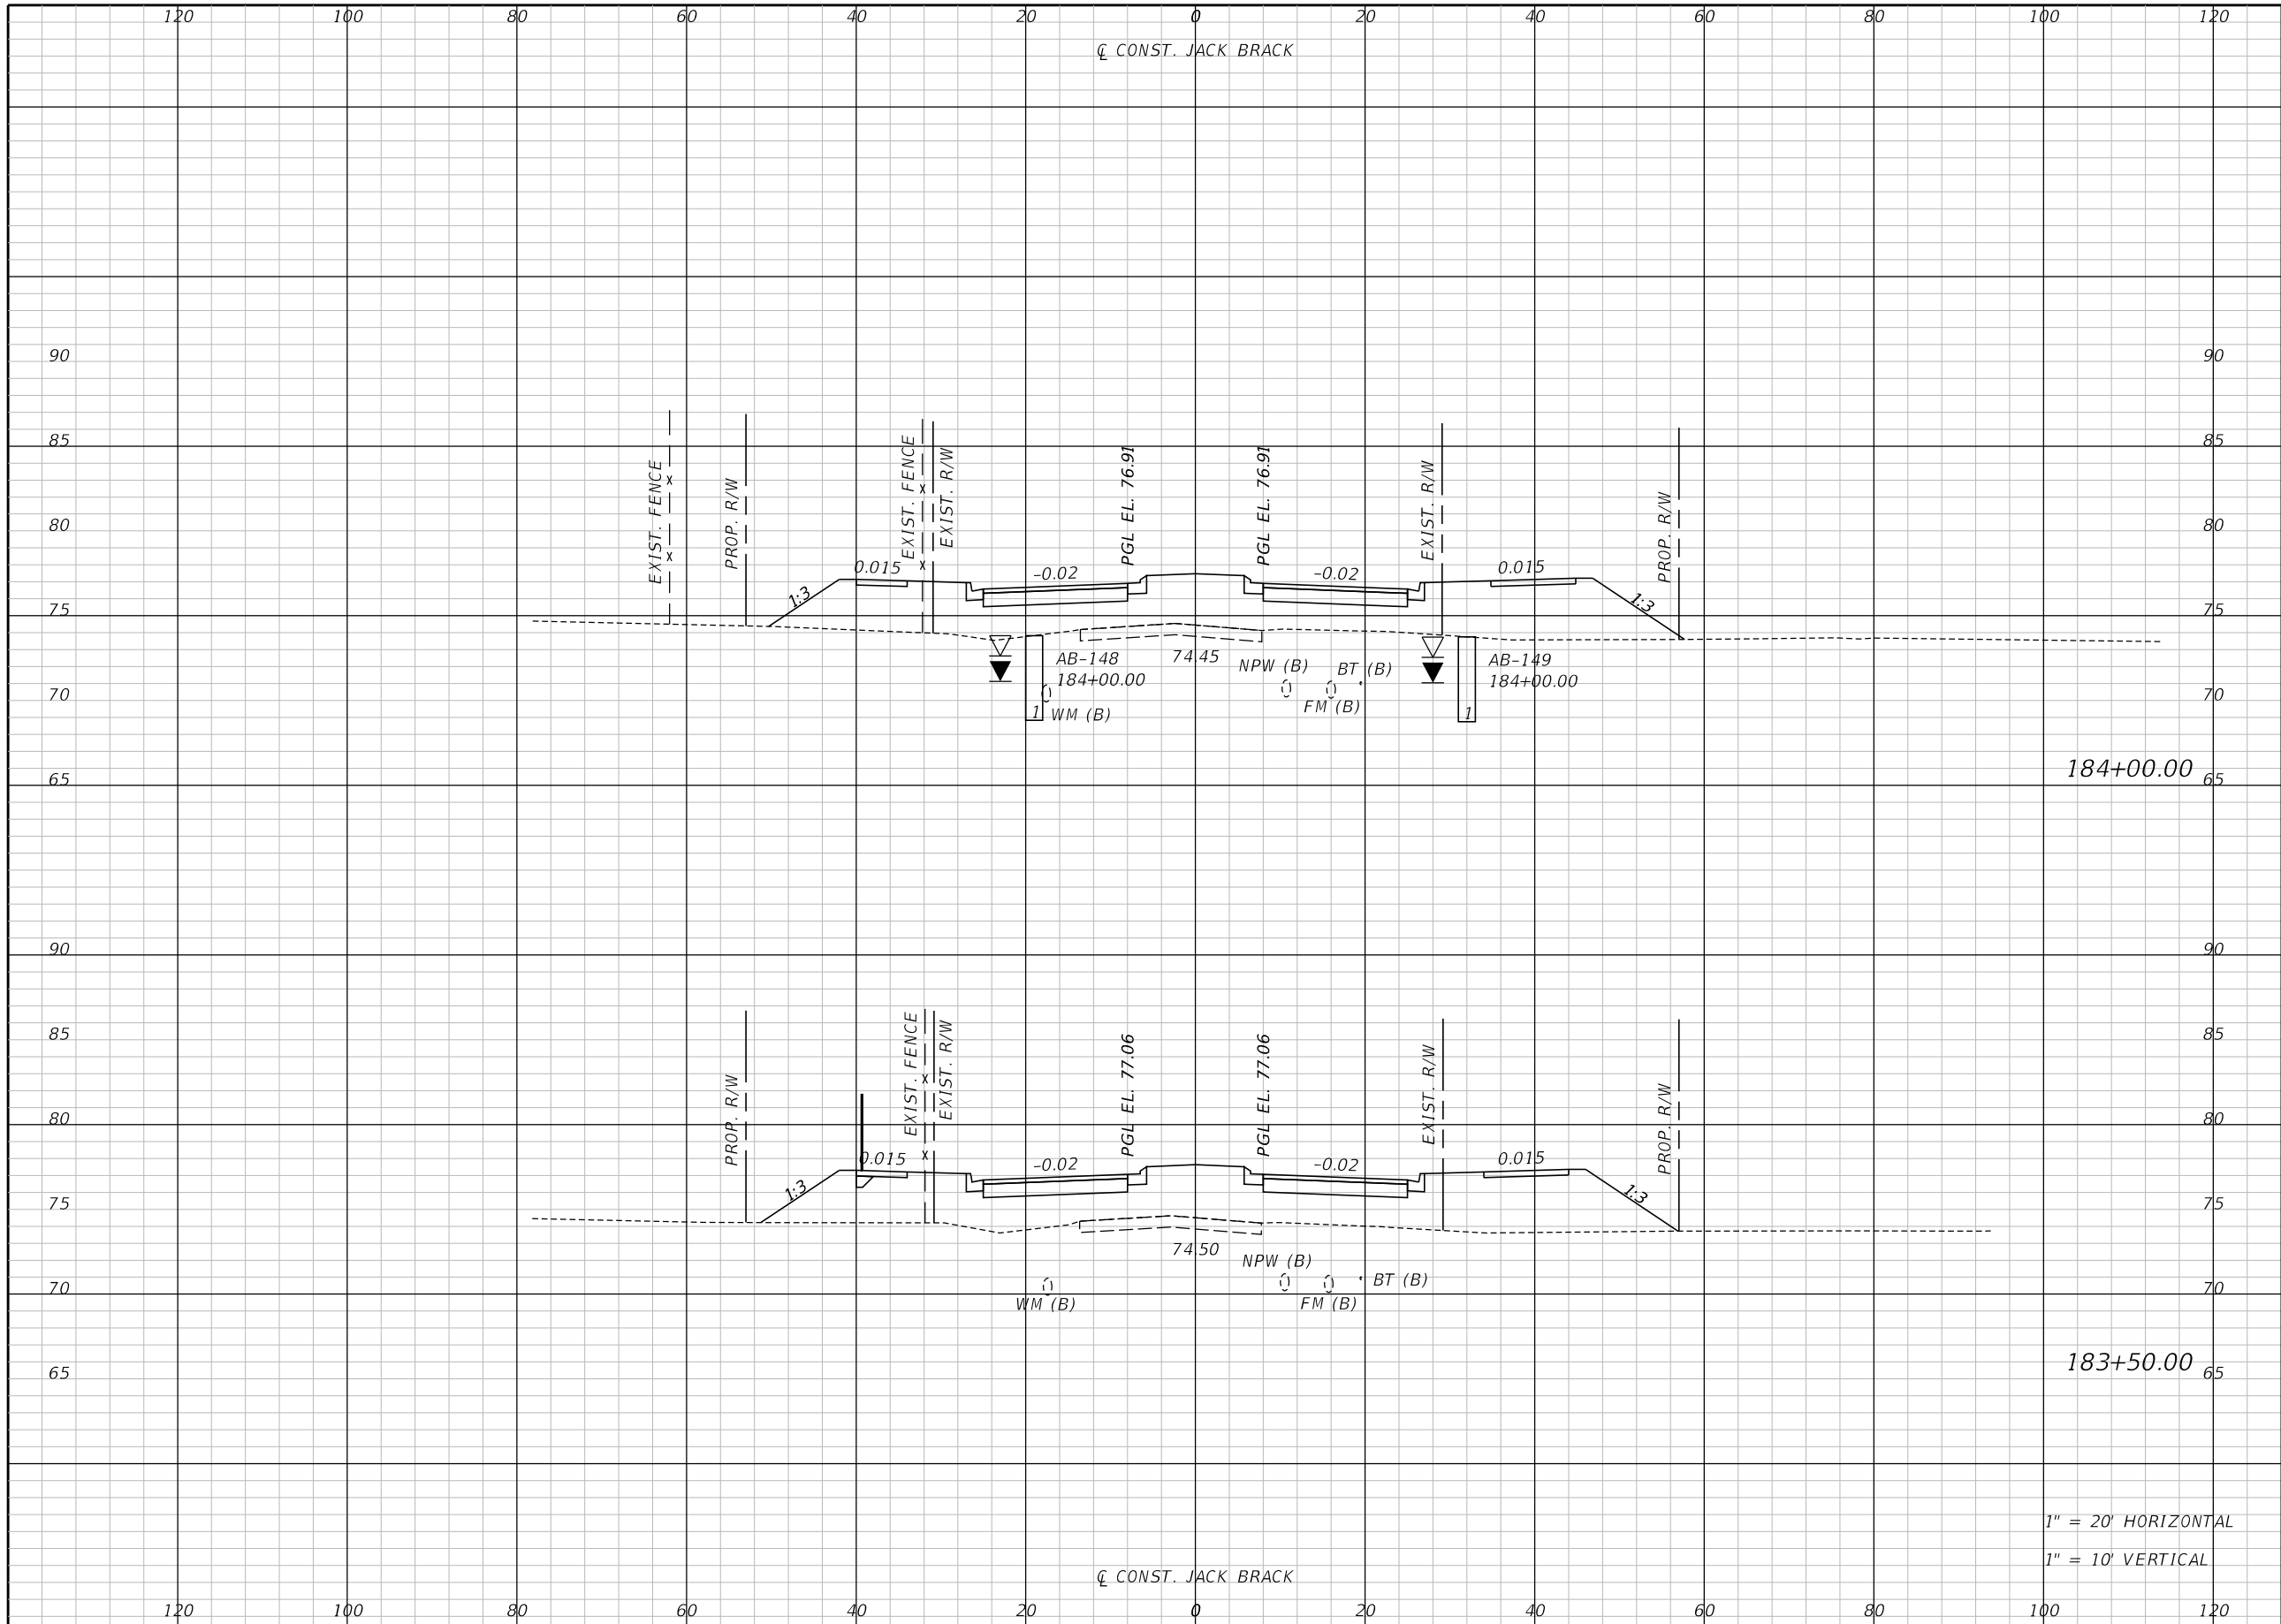 120 100 80 60 40 20 0 20 40 60 80 100 120
℄ CONST. JACK BRACK
90 90
85 85
80 80
75 75
70 70
65 65
EXIST. FENCE
PROP. R/W
EXIST. FENCE
EXIST. R/W
PGL EL. 76.91
PGL EL. 76.91
EXIST. R/W
PROP. R/W
1:3
0.015
-0.02
-0.02
0.015
1:3
AB-148
184+00.00
1
WM (B)
74.45
NPW (B)
BT (B)
FM (B)
AB-149
184+00.00
1
184+00.00
90 90
85 85
80 80
75 75
70 70
65 65
PROP. R/W
EXIST. FENCE
EXIST. R/W
PGL EL. 77.06
PGL EL. 77.06
EXIST. R/W
PROP. R/W
1:3
0.015
-0.02
-0.02
0.015
1:3
74.50
NPW (B)
BT (B)
WM (B)
FM (B)
183+50.00
1" = 20' HORIZONTAL
1" = 10' VERTICAL
℄ CONST. JACK BRACK
120 100 80 60 40 20 0 20 40 60 80 100 120